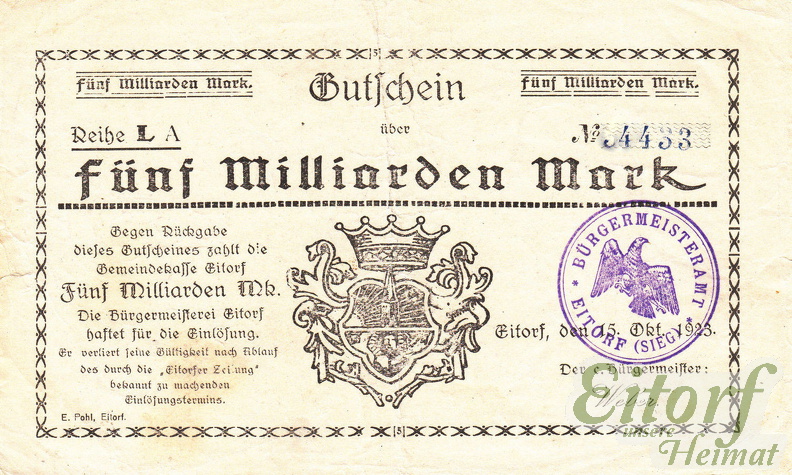 Fünf Milliarden Mark.
Gutschein
Fünf Milliarden Mark.
Reihe L A
über
№ 34433
Fünf Milliarden Mark
Gegen Rückgabe
dieses Gutscheines zahlt die
Gemeindekasse Eitorf
Fünf Milliarden Mk.
Die Bürgermeisterei Eitorf
haftet für die Einlösung.
Er verliert seine Gültigkeit nach Ablauf
des durch die „Eitorfer Zeitung"
bekannt zu machenden
Einlösungstermins.
E. Pohl, Eitorf.
* BÜRGERMEISTERAMT *
EITORF (SIEG)
Eitorf, den 15. Okt. 1923.
Der Bürgermeister:
[5]
[5]
Eitorf
unsere
Heimat